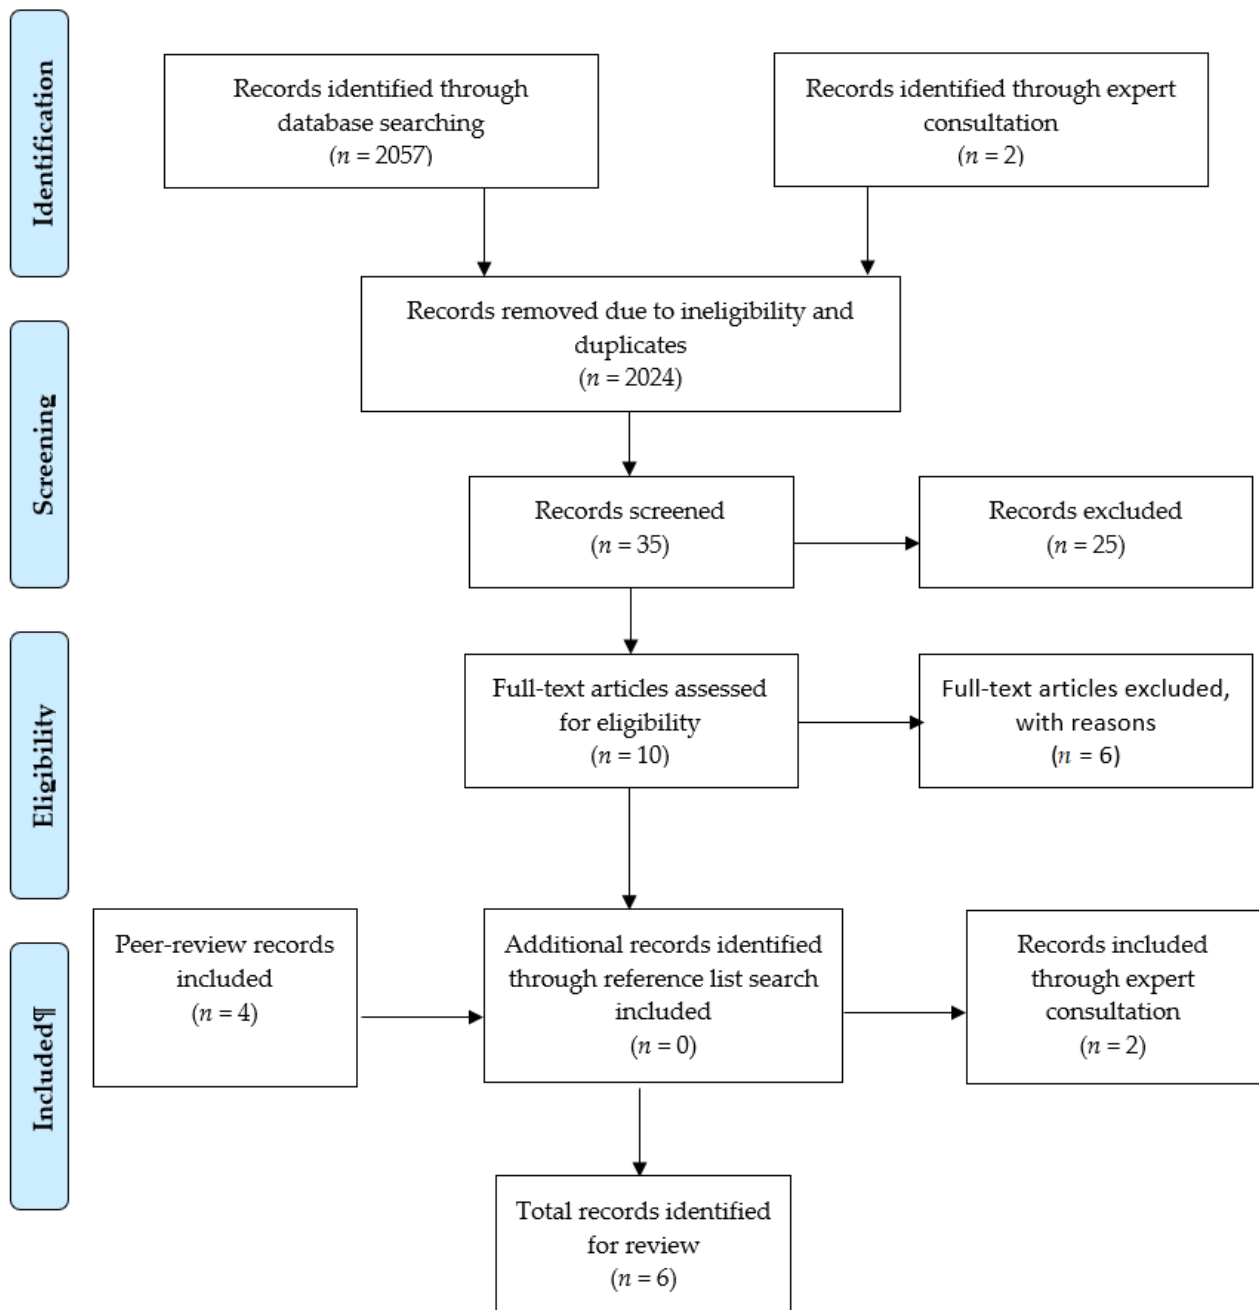 Identification
Records identified through
database searching
(n = 2057)
Records identified through expert
consultation
(n = 2)
Records removed due to ineligibility and
duplicates
(n = 2024)
Screening
Records screened
(n = 35)
Records excluded
(n = 25)
Eligibility
Full-text articles assessed
for eligibility
(n = 10)
Full-text articles excluded,
with reasons
(n = 6)
Included¶
Peer-review records
included
(n = 4)
Additional records identified
through reference list search
included
(n = 0)
Records included
through expert
consultation
(n = 2)
Total records identified
for review
(n = 6)